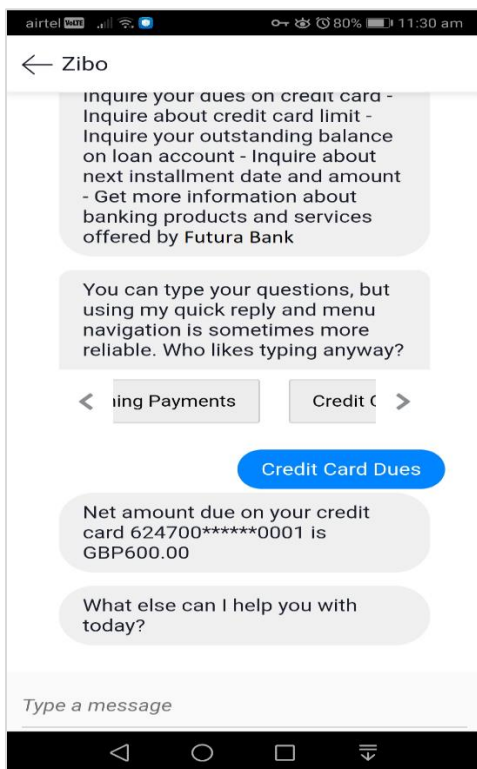 airtel VoLTE 80% 11:30 am
Zibo
Inquire your dues on credit card -
Inquire about credit card limit -
Inquire your outstanding balance
on loan account - Inquire about
next installment date and amount
- Get more information about
banking products and services
offered by Futura Bank
You can type your questions, but
using my quick reply and menu
navigation is sometimes more
reliable. Who likes typing anyway?
ning Payments Credit C
Credit Card Dues
Net amount due on your credit
card 624700******0001 is
GBP600.00
What else can I help you with
today?
Type a message